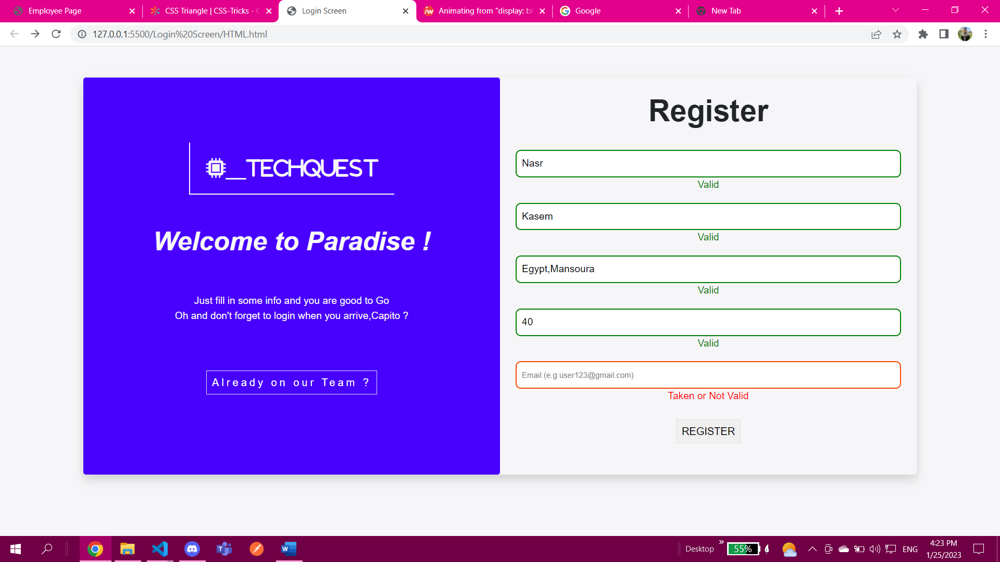 Employee Page
CSS Triangle | CSS-Tricks - C
Login Screen
Animating from "display: bl
Google
New Tab
127.0.0.1:5500/Login%20Screen/HTML.html
__TECHQUEST
Welcome to Paradise !
Just fill in some info and you are good to Go
Oh and don't forget to login when you arrive,Capito ?
Already on our Team ?
Register
Nasr
Valid
Kasem
Valid
Egypt,Mansoura
Valid
40
Valid
Email (e.g:user123@gmail.com)
Taken or Not Valid
REGISTER
Desktop
55%
ENG
4:23 PM
1/25/2023